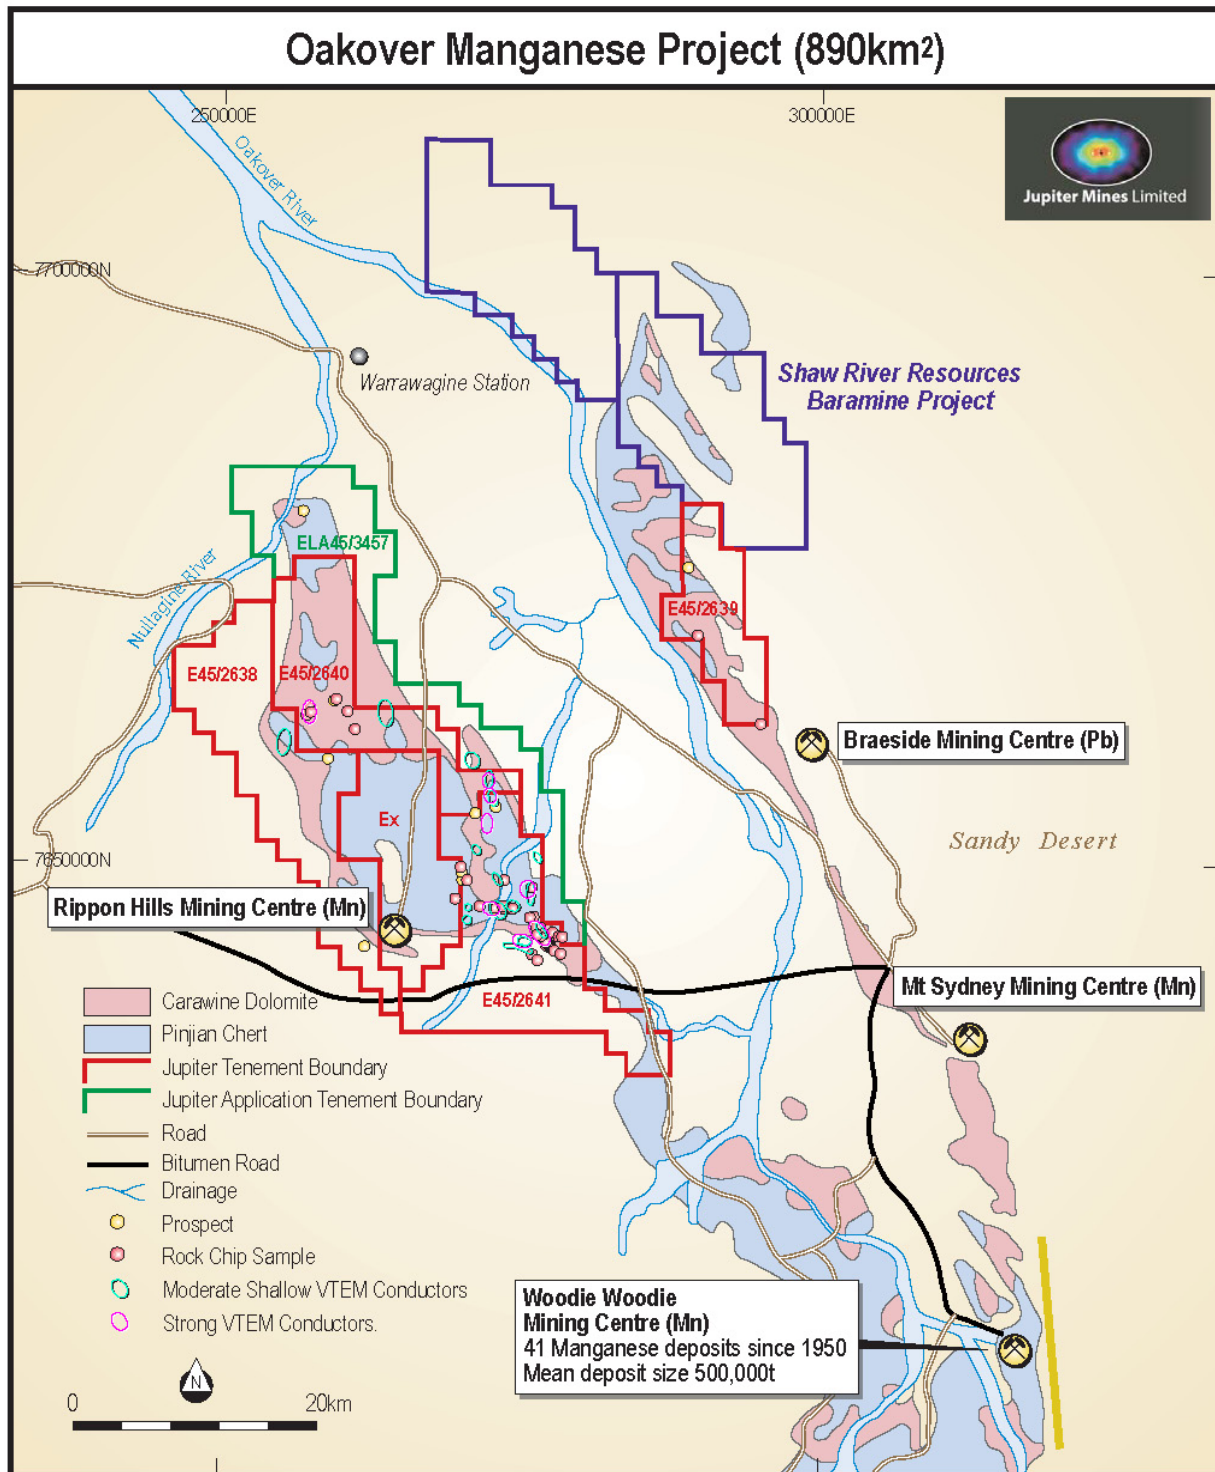 Oakover Manganese Project (890km²)
250000E
300000E
Oakover River
Jupiter Mines Limited
7700000N
Warrawagine Station
Shaw River Resources
Baramine Project
ELA45/3457
Nullagine River
E45/2639
E45/2638
E45/2640
Braeside Mining Centre (Pb)
Ex
Sandy Desert
7650000N
Rippon Hills Mining Centre (Mn)
Mt Sydney Mining Centre (Mn)
E45/2641
Carawine Dolomite
Pinjian Chert
Jupiter Tenement Boundary
Jupiter Application Tenement Boundary
Road
Bitumen Road
Drainage
Prospect
Rock Chip Sample
Moderate Shallow VTEM Conductors
Strong VTEM Conductors.
Woodie Woodie
Mining Centre (Mn)
41 Manganese deposits since 1950
Mean deposit size 500,000t
N
0 20km